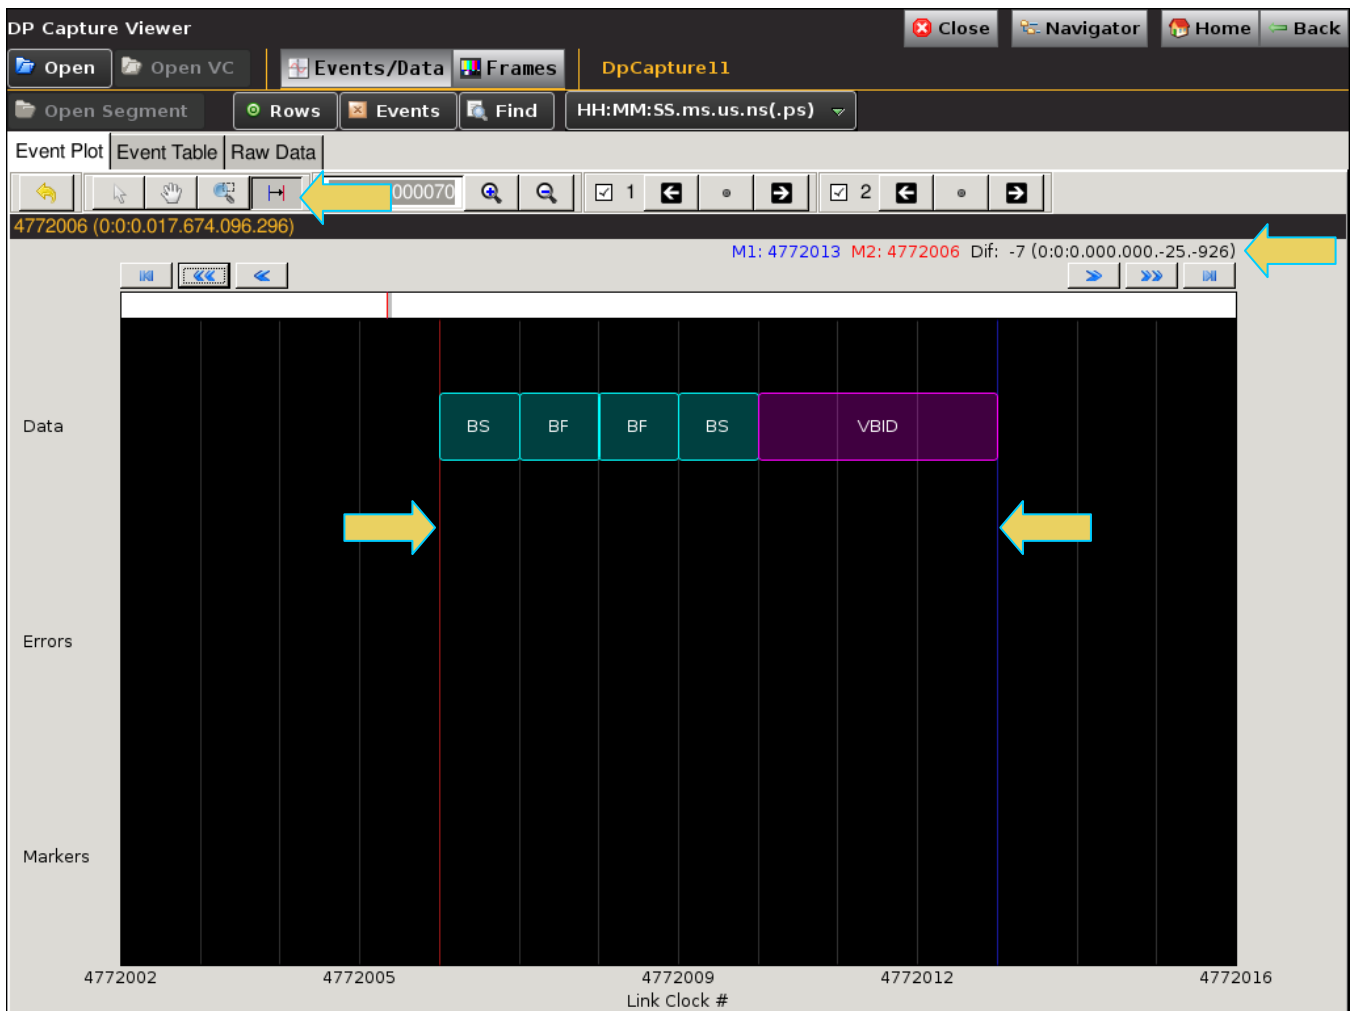 DP Capture Viewer Close Navigator Home Back
Open Open VC Events/Data Frames DpCapture11
Open Segment Rows Events Find HH:MM:SS.ms.us.ns(.ps)
Event Plot Event Table Raw Data
000070 1 2
4772006 (0:0:0.017.674.096.296)
M1: 4772013 M2: 4772006 Dif: -7 (0:0:0.000.000.-25.-926)
Data BS BF BF BS VBID
Errors
Markers
4772002 4772005 4772009 4772012 4772016
Link Clock #